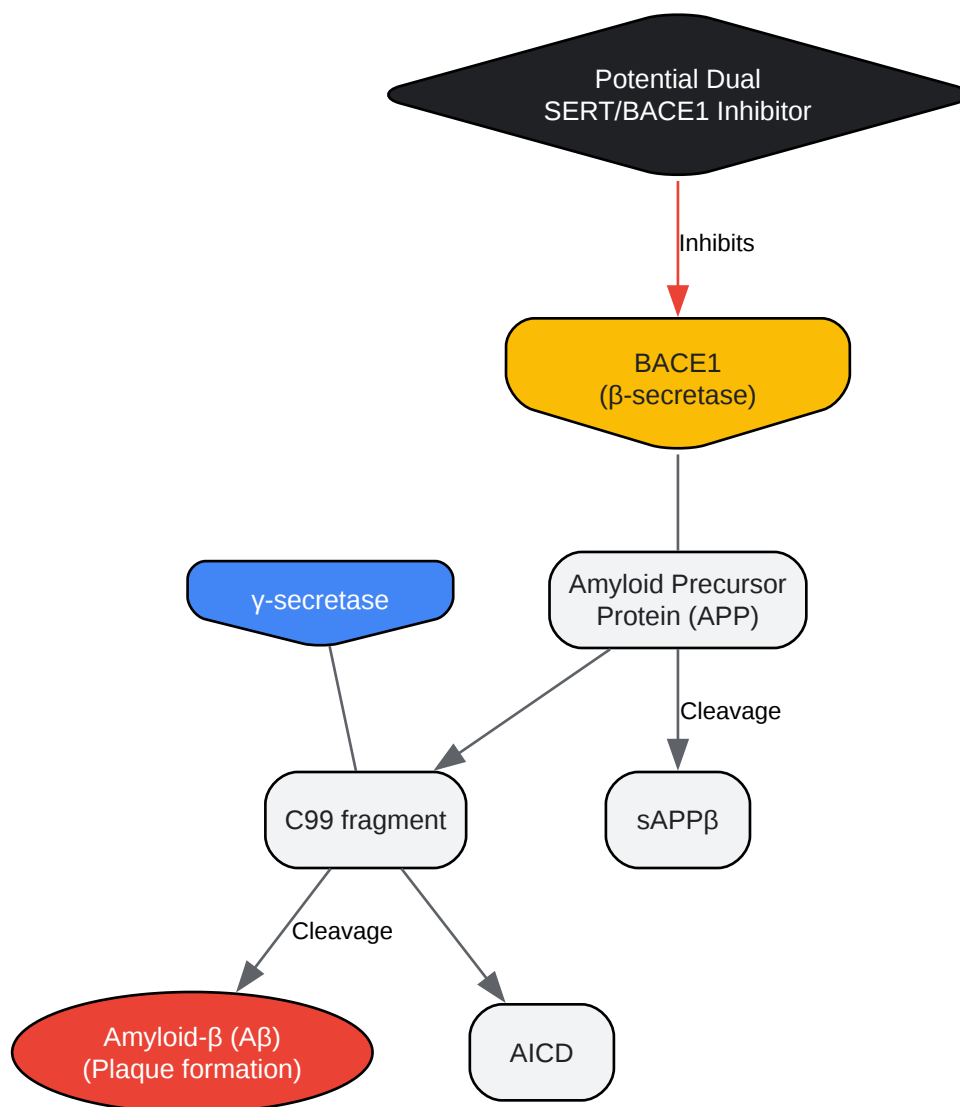 Potential Dual
SERT/BACE1 Inhibitor
Inhibits
BACE1
(β-secretase)
γ-secretase
Amyloid Precursor
Protein (APP)
Cleavage
C99 fragment
sAPPβ
Cleavage
Amyloid-β (Aβ)
(Plaque formation)
AICD